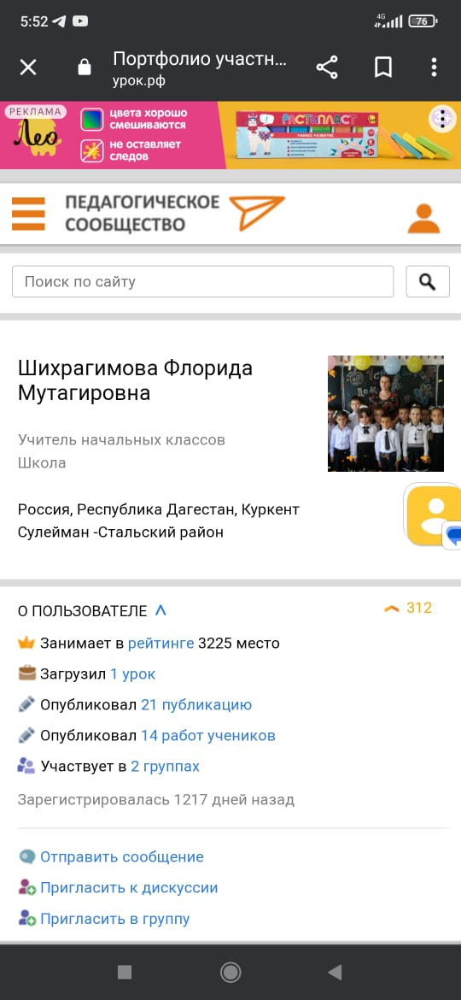 5:52
4G
76
Портфолио участн...
урок.рф
РЕКЛАМА
Лео
цвета хорошо
смешиваются
не оставляет
следов
РАСТИПЛАСТ
РАННЕЕ РАЗВИТИЕ
ПЕДАГОГИЧЕСКОЕ
СООБЩЕСТВО
Поиск по сайту
Шихрагимова Флорида
Мутагировна
Учитель начальных классов
Школа
Россия, Республика Дагестан, Куркент
Сулейман -Стальский район
О ПОЛЬЗОВАТЕЛЕ
312
Занимает в рейтинге 3225 место
Загрузил 1 урок
Опубликовал 21 публикацию
Опубликовал 14 работ учеников
Участвует в 2 группах
Зарегистрировалась 1217 дней назад
Отправить сообщение
Пригласить к дискуссии
Пригласить в группу